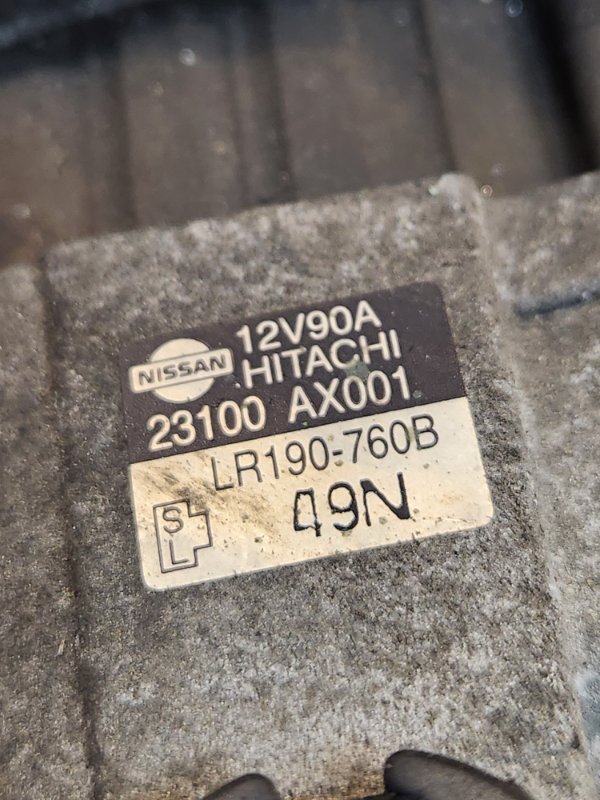 12V90A
NISSAN HITACHI
23100 AX001
LR190-760B
S
L
49N